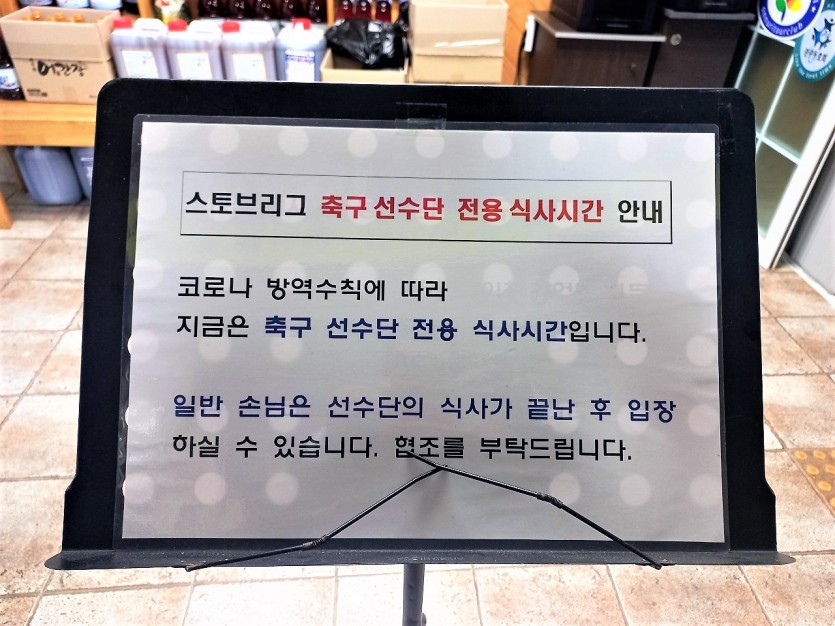 스토브리그 축구선수단 전용식사시간 안내
코로나 방역수칙에 따라
지금은 축구 선수단 전용 식사시간입니다.
일반 손님은 선수단의 식사가 끝난 후 입장
하실 수 있습니다. 협조를 부탁드립니다.